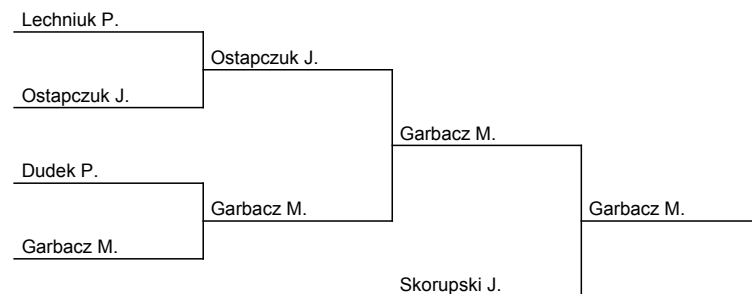 Lechniuk P.
Ostapczuk J.
Ostapczuk J.
Garbacz M.
Dudek P.
Garbacz M.
Garbacz M.
Garbacz M.
Skorupski J.